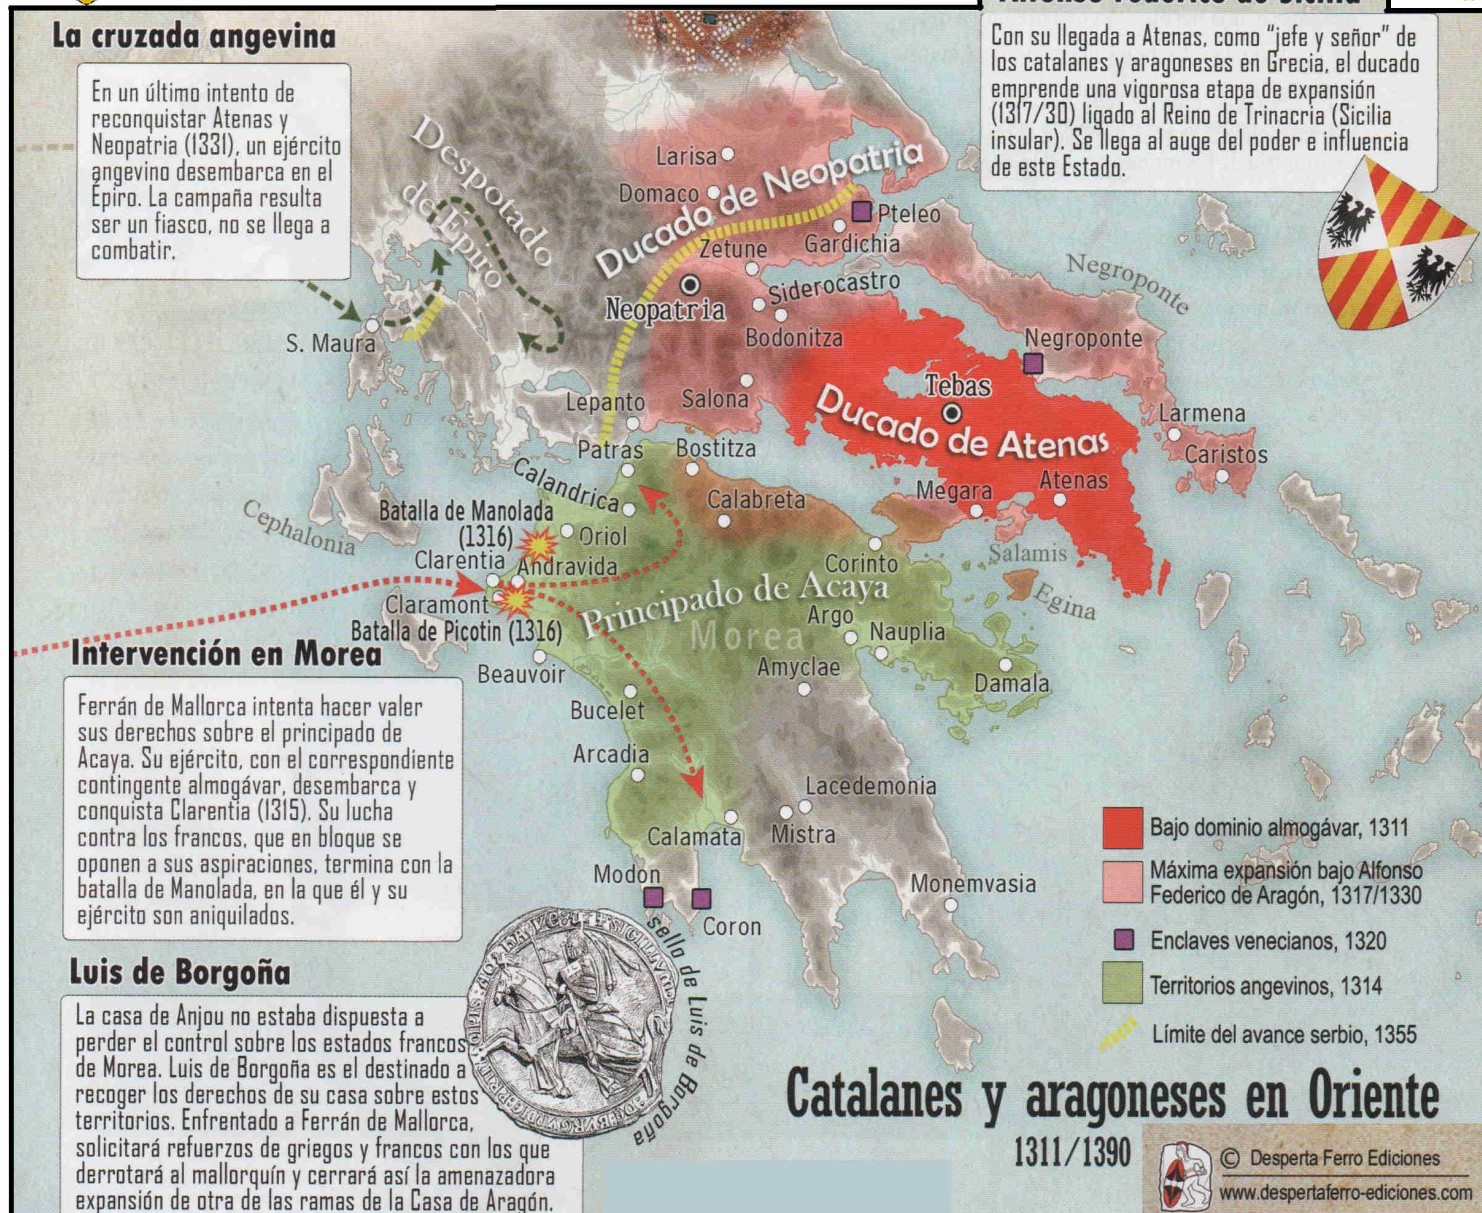 La cruzada angevina
En un último intento de
reconquistar Atenas y
Neopatria (1331), un ejército
angevino desembarca en el
Épiro. La campaña resulta
ser un fiasco, no se llega a
combatir.
Alfonso Federico de Sicilia
Con su llegada a Atenas, como "jefe y señor" de
los catalanes y aragoneses en Grecia, el ducado
emprende una vigorosa etapa de expansión
(1317/30) ligado al Reino de Trinacria (Sicilia
insular). Se llega al auge del poder e influencia
de este Estado.
Despotado
de Épiro
Larisa
Domaco
Ducado de Neopatria
Pteleo
Gardichia
Zetune
Neopatria
Siderocastro
Bodonitza
Negroponte
Negroponte
S. Maura
Tebas
Lepanto
Salona
Ducado de Atenas
Larmena
Caristos
Patras
Bostitza
Calandrica
Calabreta
Megara
Atenas
Cephalonia
Batalla de Manolada
(1316)
Oriol
Clarentia
Andravida
Corinto
Salamis
Egina
Claramont
Principado de Acaya
Batalla de Picotin (1316)
Morea
Argo
Nauplia
Beauvoir
Amyclae
Damala
Bucelet
Arcadia
Lacedemonia
Calamata
Mistra
Modon
Coron
Monemvasia
Intervención en Morea
Ferrán de Mallorca intenta hacer valer
sus derechos sobre el principado de
Acaya. Su ejército, con el correspondiente
contingente almogávar, desembarca y
conquista Clarentia (1315). Su lucha
contra los francos, que en bloque se
oponen a sus aspiraciones, termina con la
batalla de Manolada, en la que él y su
ejército son aniquilados.
Luis de Borgoña
La casa de Anjou no estaba dispuesta a
perder el control sobre los estados francos
de Morea. Luis de Borgoña es el destinado a
recoger los derechos de su casa sobre estos
territorios. Enfrentado a Ferrán de Mallorca,
solicitará refuerzos de griegos y francos con los que
derrotará al mallorquín y cerrará así la amenazadora
expansión de otra de las ramas de la Casa de Aragón.
sello de Luis de Borgoña
Bajo dominio almogávar, 1311
Máxima expansión bajo Alfonso
Federico de Aragón, 1317/1330
Enclaves venecianos, 1320
Territorios angevinos, 1314
Límite del avance serbio, 1355
Catalanes y aragoneses en Oriente
1311/1390
© Desperta Ferro Ediciones
www.despertaferro-ediciones.com